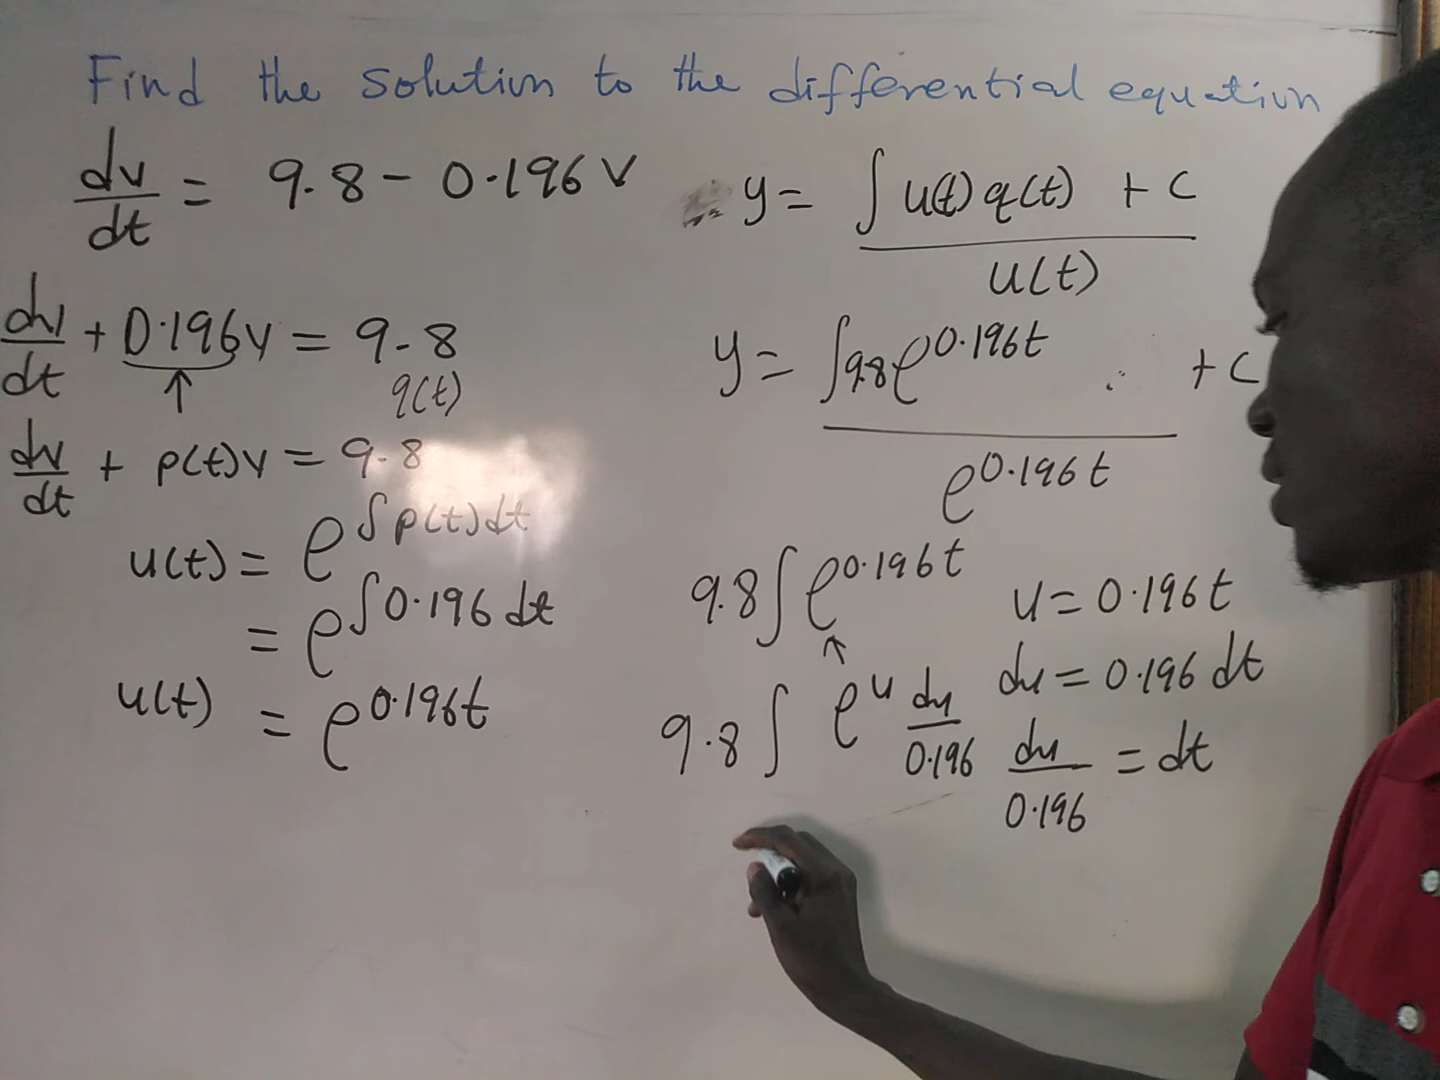 Find the solution to the differential equation
dv/dt = 9.8 - 0.196v
dv/dt + 0.196v = 9.8
↑ q(t)
dv/dt + p(t)v = 9.8
u(t) = e^∫p(t)dt
= e^∫0.196 dt
u(t) = e^0.196t
y = ∫u(t)q(t) + c / u(t)
y = ∫9.8e^0.196t + c / e^0.196t
9.8∫e^0.196t u = 0.196t
↑
du = 0.196 dt
9.8∫ e^u du/0.196 du/0.196 = dt